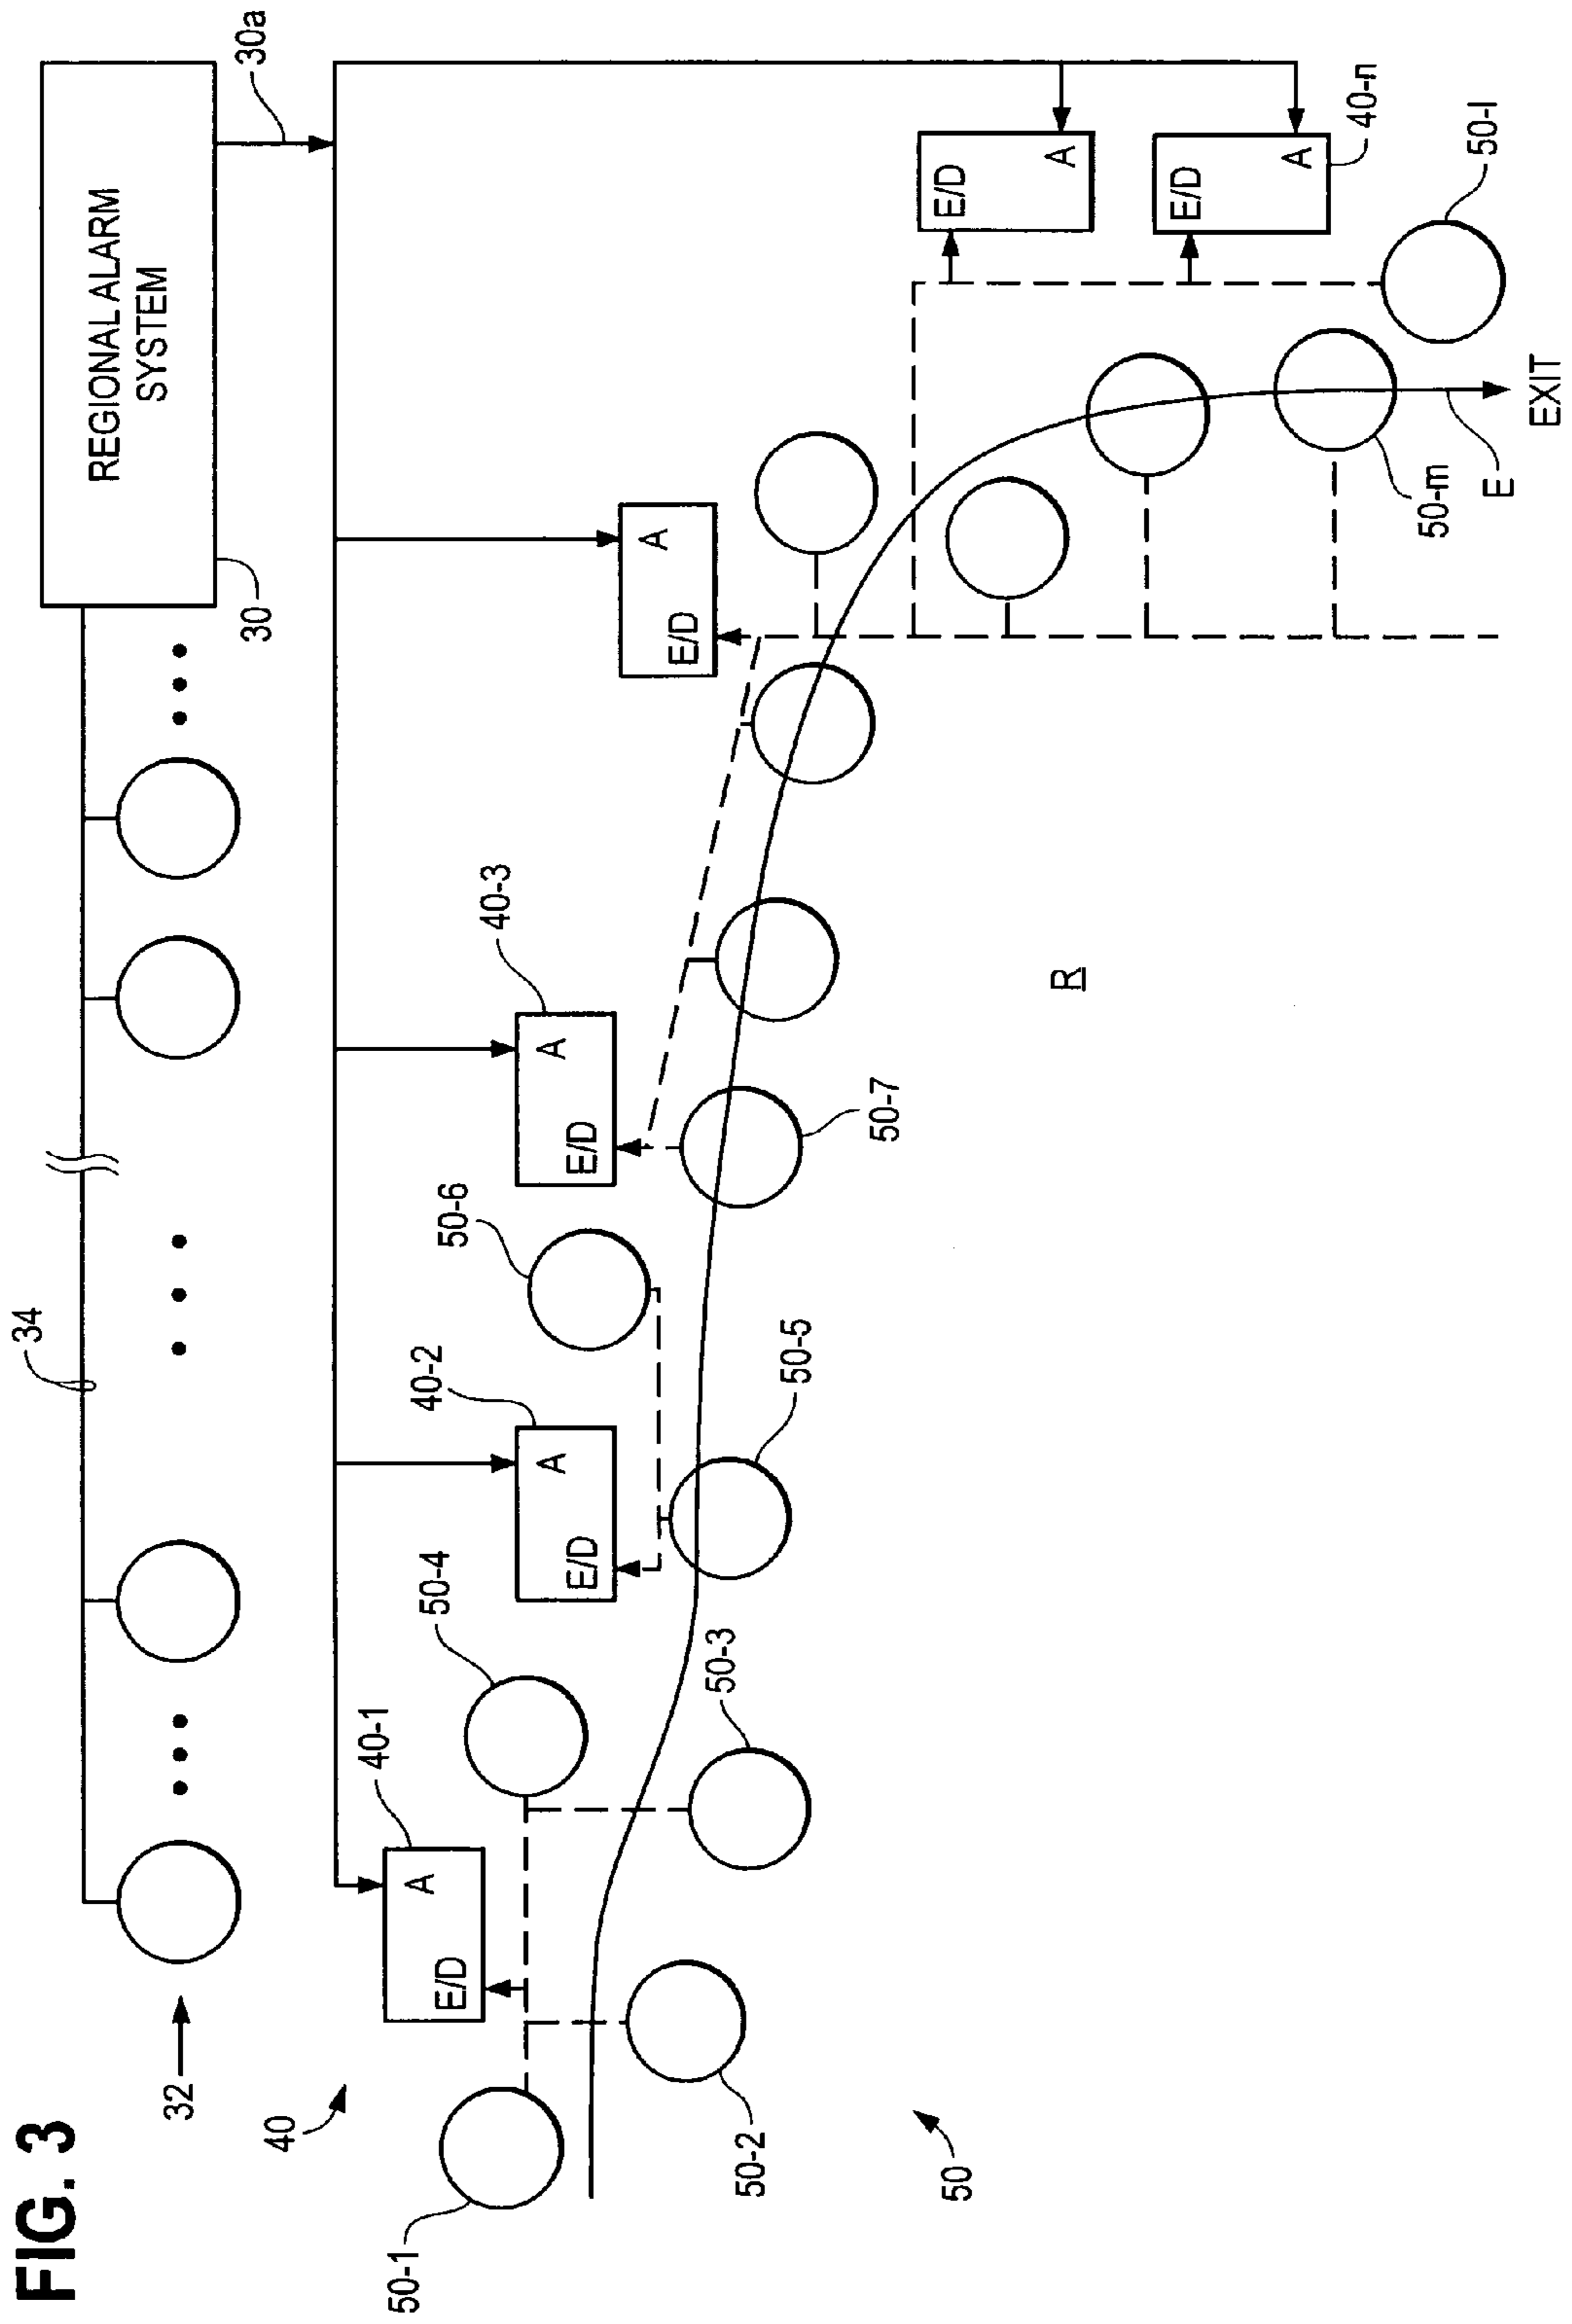 FIG. 3
32
34
REGIONAL ALARM
SYSTEM
30
30a
40
40-1
A
E/D
40-2
A
E/D
40-3
A
E/D
A
E/D
E/D
A
E/D
A
40-n
50-1
50-2
50-3
50-4
50-5
50-6
50-7
50-l
50-m
E
EXIT
R
50